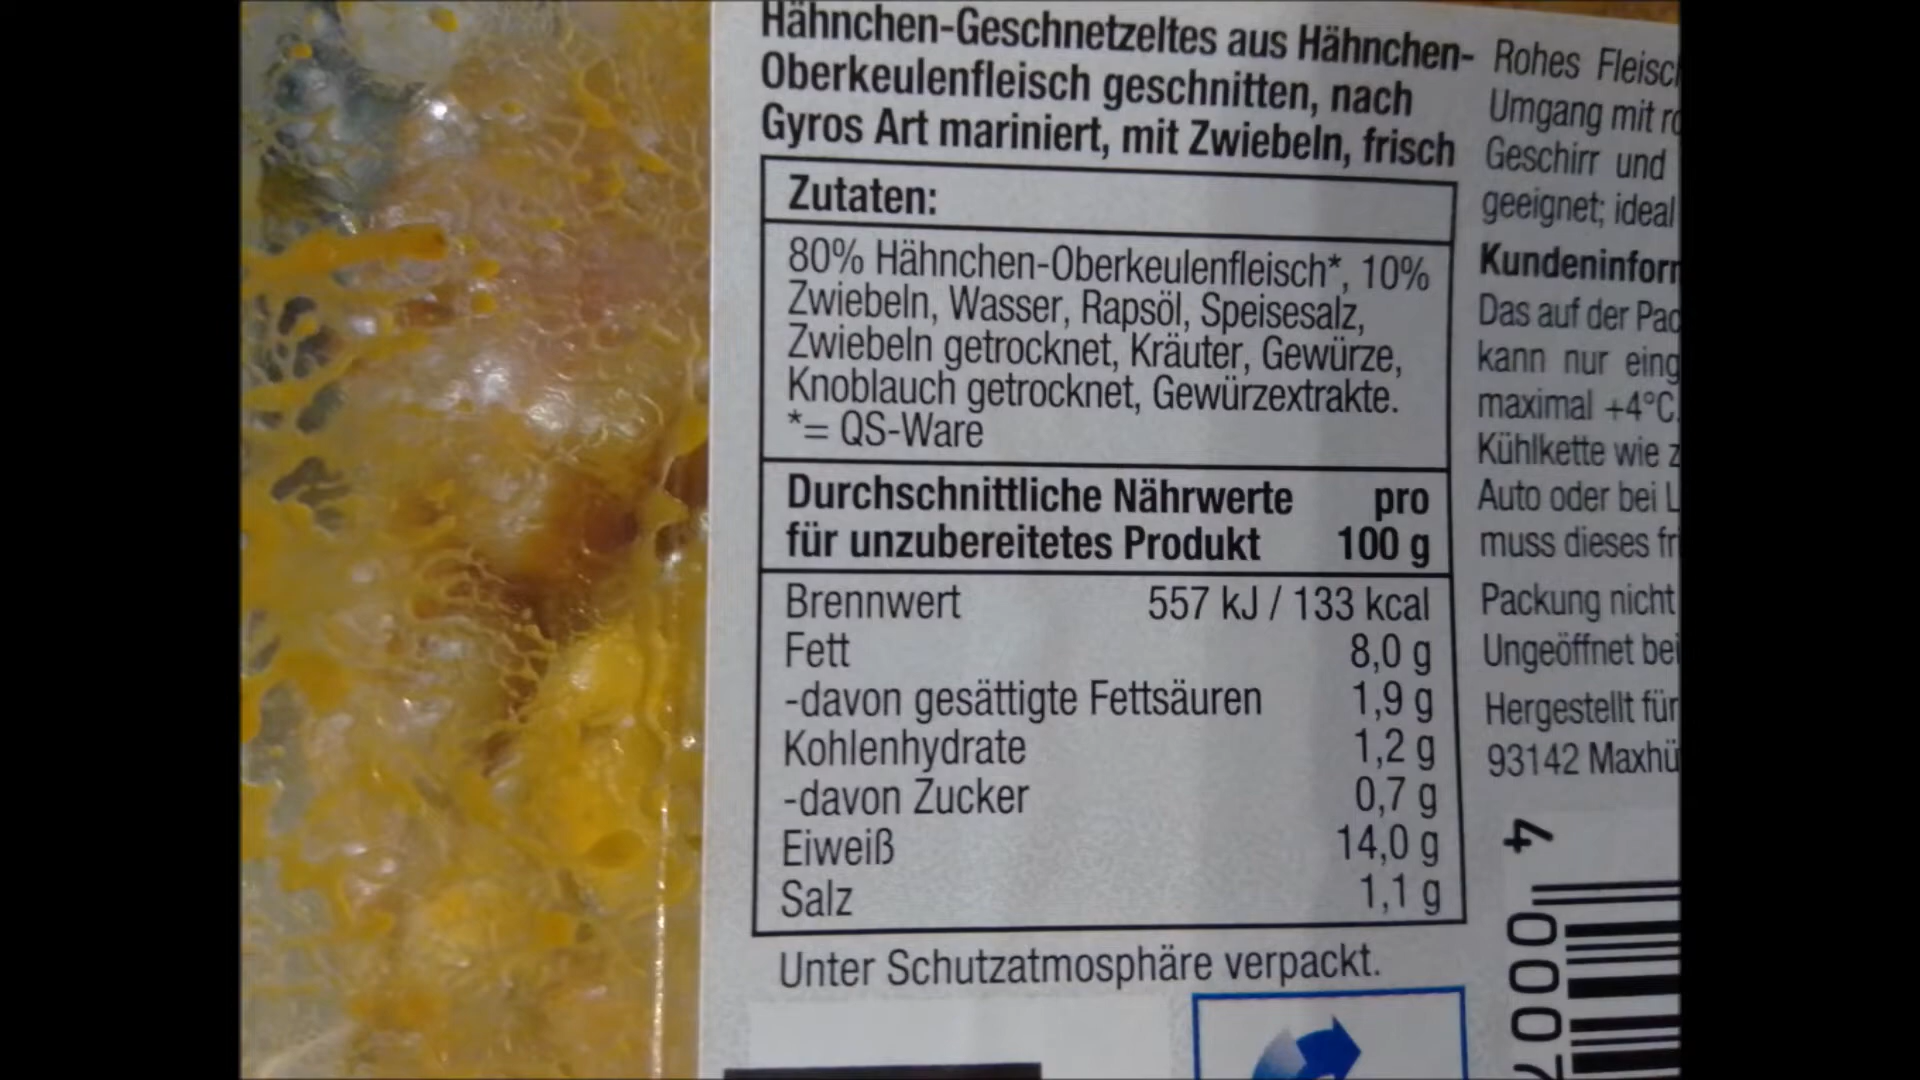 Hähnchen-Geschnetzeltes aus Hähnchen-
Oberkeulenfleisch geschnitten, nach
Gyros Art mariniert, mit Zwiebeln, frisch
Zutaten:
80% Hähnchen-Oberkeulenfleisch*, 10%
Zwiebeln, Wasser, Rapsöl, Speisesalz,
Zwiebeln getrocknet, Kräuter, Gewürze,
Knoblauch getrocknet, Gewürzextrakte.
*= QS-Ware
Durchschnittliche Nährwerte pro
für unzubereitetes Produkt 100 g
Brennwert 557 kJ / 133 kcal
Fett 8,0 g
-davon gesättigte Fettsäuren 1,9 g
Kohlenhydrate 1,2 g
-davon Zucker 0,7 g
Eiweiß 14,0 g
Salz 1,1 g
Unter Schutzatmosphäre verpackt.
Rohes
Umgang mit
Geschirr und
geeignet; ideal
Das auf der
kann nur
maximal +4°C.
Kühlkette wie
Auto oder bei
muss dieses
Packung nicht
Ungeöffnet
Hergestellt für
93142
4 0007